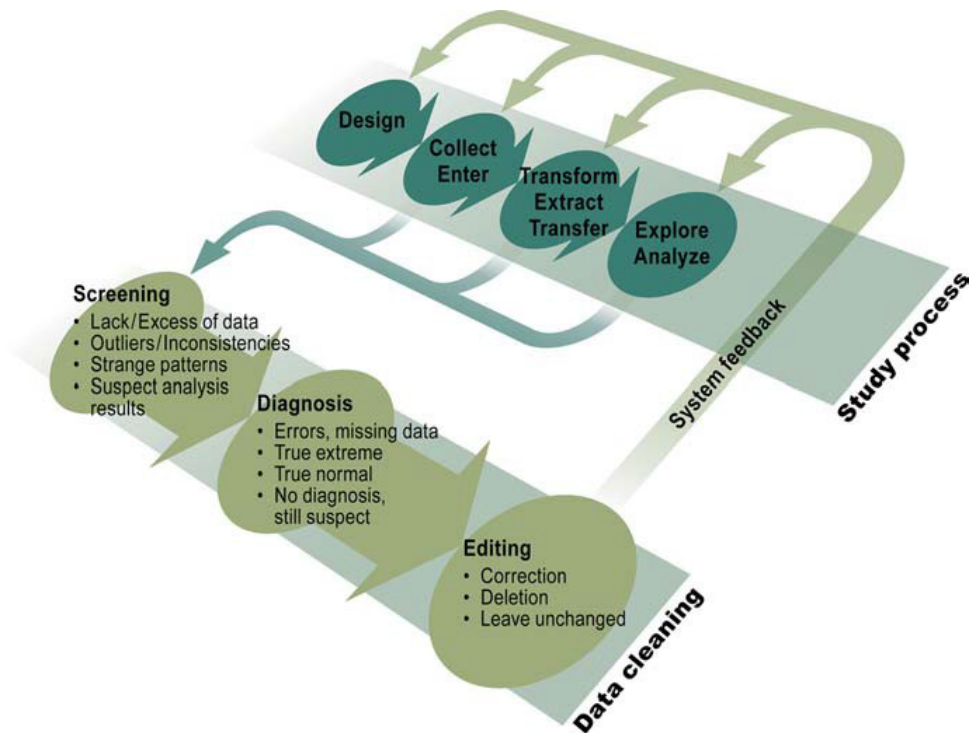 Design
Collect
Enter
Transform
Extract
Transfer
Explore
Analyze
Study process
System feedback
Screening
• Lack/Excess of data
• Outliers/Inconsistencies
• Strange patterns
• Suspect analysis
results
Diagnosis
• Errors, missing data
• True extreme
• True normal
• No diagnosis,
still suspect
Editing
• Correction
• Deletion
• Leave unchanged
Data cleaning